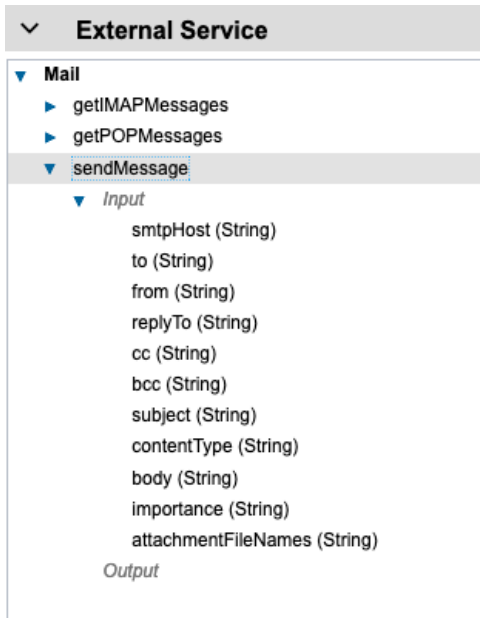 External Service
Mail
getIMAPMessages
getPOPMessages
sendMessage
Input
smtpHost (String)
to (String)
from (String)
replyTo (String)
cc (String)
bcc (String)
subject (String)
contentType (String)
body (String)
importance (String)
attachmentFileNames (String)
Output